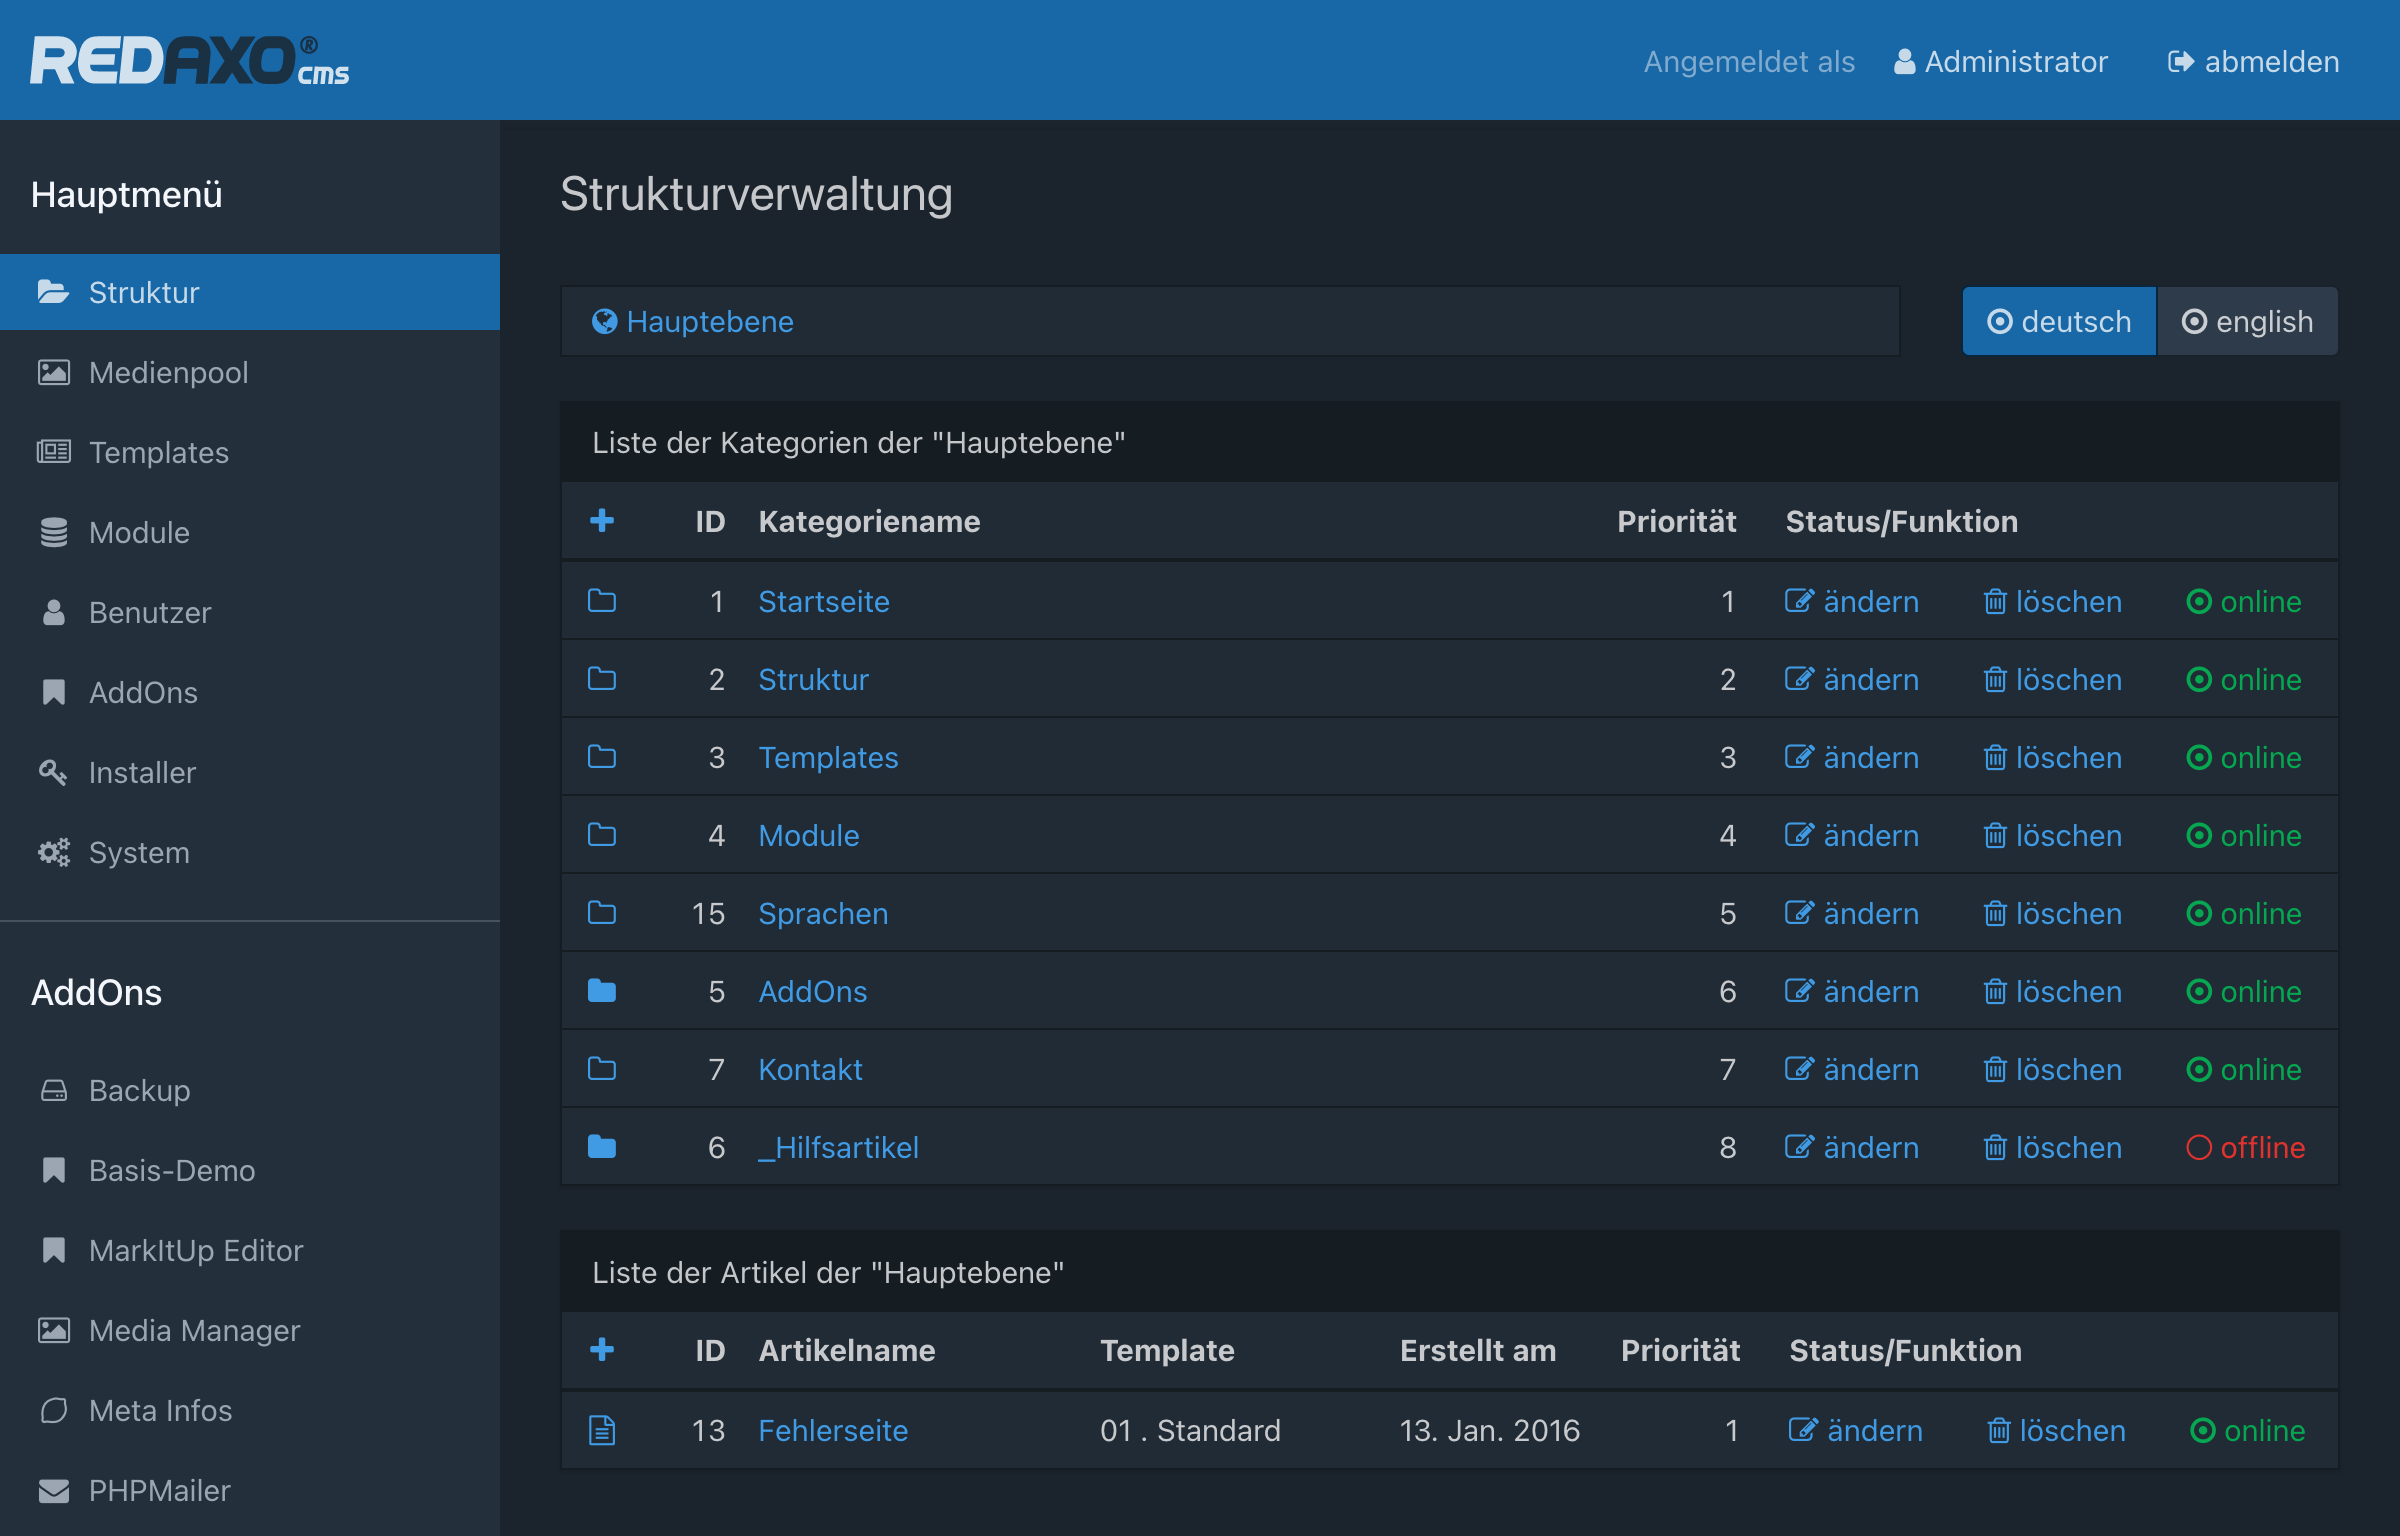 REDAXO® cms
Angemeldet als Administrator abmelden
Hauptmenü
Struktur
Medienpool
Templates
Module
Benutzer
AddOns
Installer
System
AddOns
Backup
Basis-Demo
MarkItUp Editor
Media Manager
Meta Infos
PHPMailer
Strukturverwaltung
Hauptebene deutsch english
Liste der Kategorien der "Hauptebene"
ID Kategoriename Priorität Status/Funktion
1 Startseite 1 ändern löschen online
2 Struktur 2 ändern löschen online
3 Templates 3 ändern löschen online
4 Module 4 ändern löschen online
15 Sprachen 5 ändern löschen online
5 AddOns 6 ändern löschen online
7 Kontakt 7 ändern löschen online
6 _Hilfsartikel 8 ändern löschen offline
Liste der Artikel der "Hauptebene"
ID Artikelname Template Erstellt am Priorität Status/Funktion
13 Fehlerseite 01 . Standard 13. Jan. 2016 1 ändern löschen online